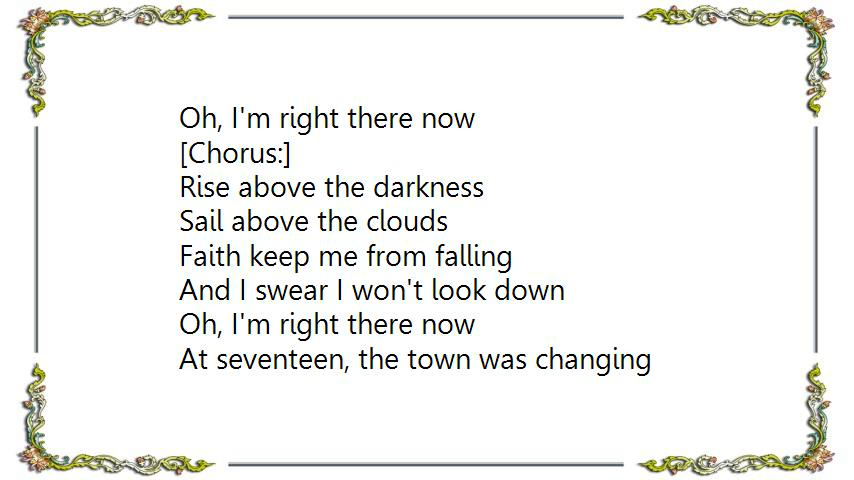 Oh, I'm right there now
[Chorus:]
Rise above the darkness
Sail above the clouds
Faith keep me from falling
And I swear I won't look down
Oh, I'm right there now
At seventeen, the town was changing